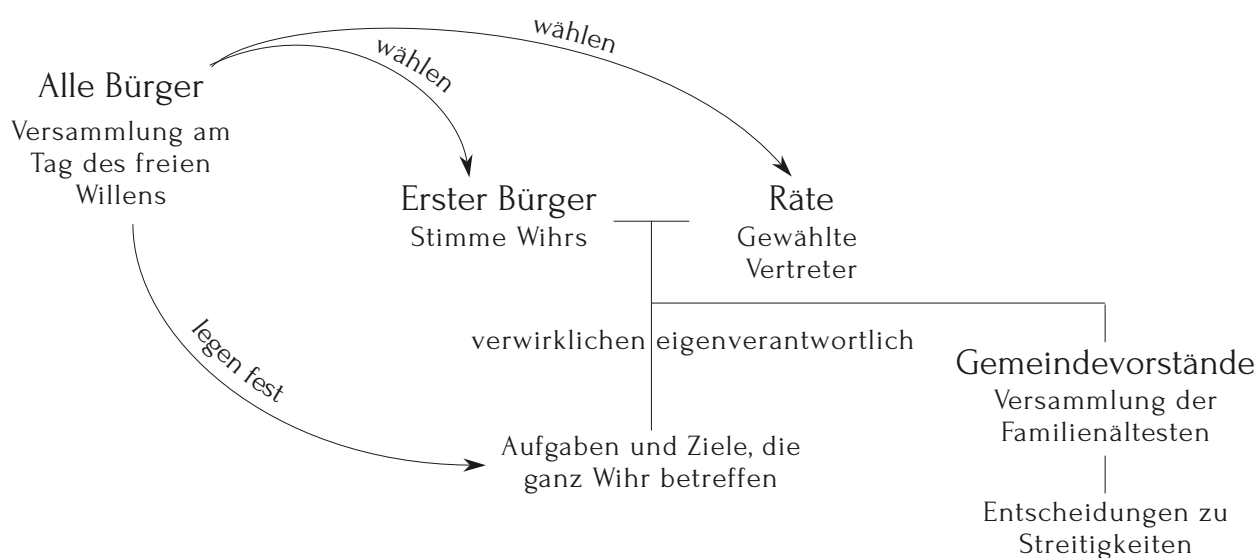 wählen
wählen
Alle Bürger
Versammlung am
Tag des freien
Willens
Erster Bürger
Stimme Wihrs
Räte
Gewählte
Vertreter
legen fest
verwirklichen eigenverantwortlich
Gemeindevorstände
Versammlung der
Familienältesten
Aufgaben und Ziele, die
ganz Wihr betreffen
Entscheidungen zu
Streitigkeiten